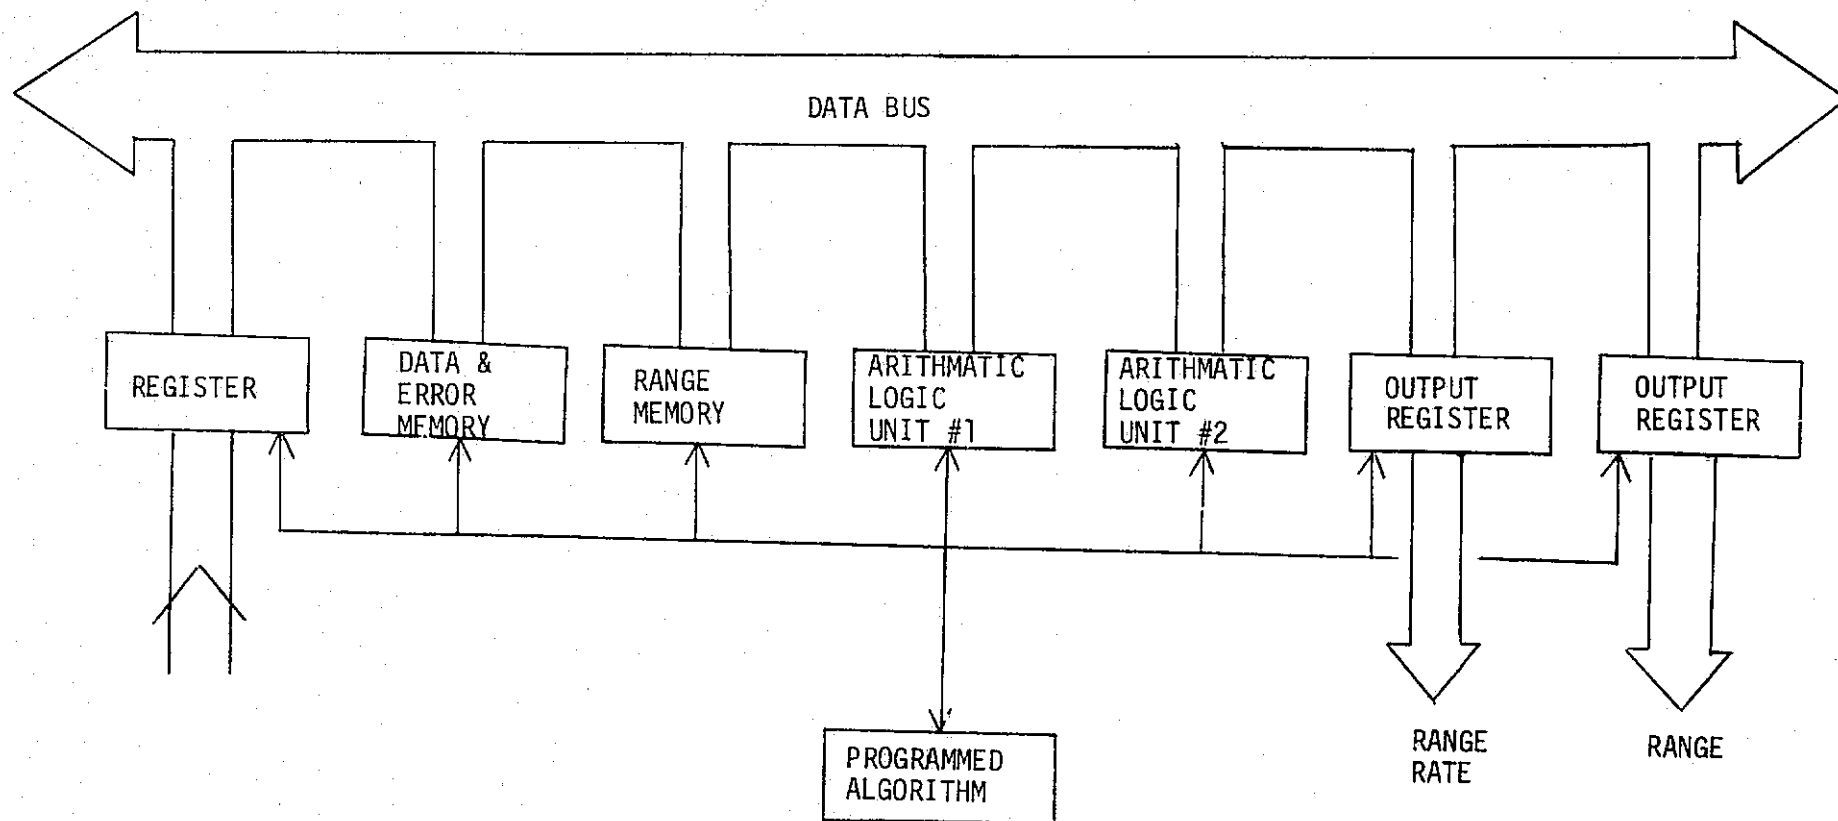 DATA BUS
REGISTER
DATA &
ERROR
MEMORY
RANGE
MEMORY
ARITHMATIC
LOGIC
UNIT #1
ARITHMATIC
LOGIC
UNIT #2
OUTPUT
REGISTER
OUTPUT
REGISTER
PROGRAMMED
ALGORITHM
RANGE
RATE
RANGE